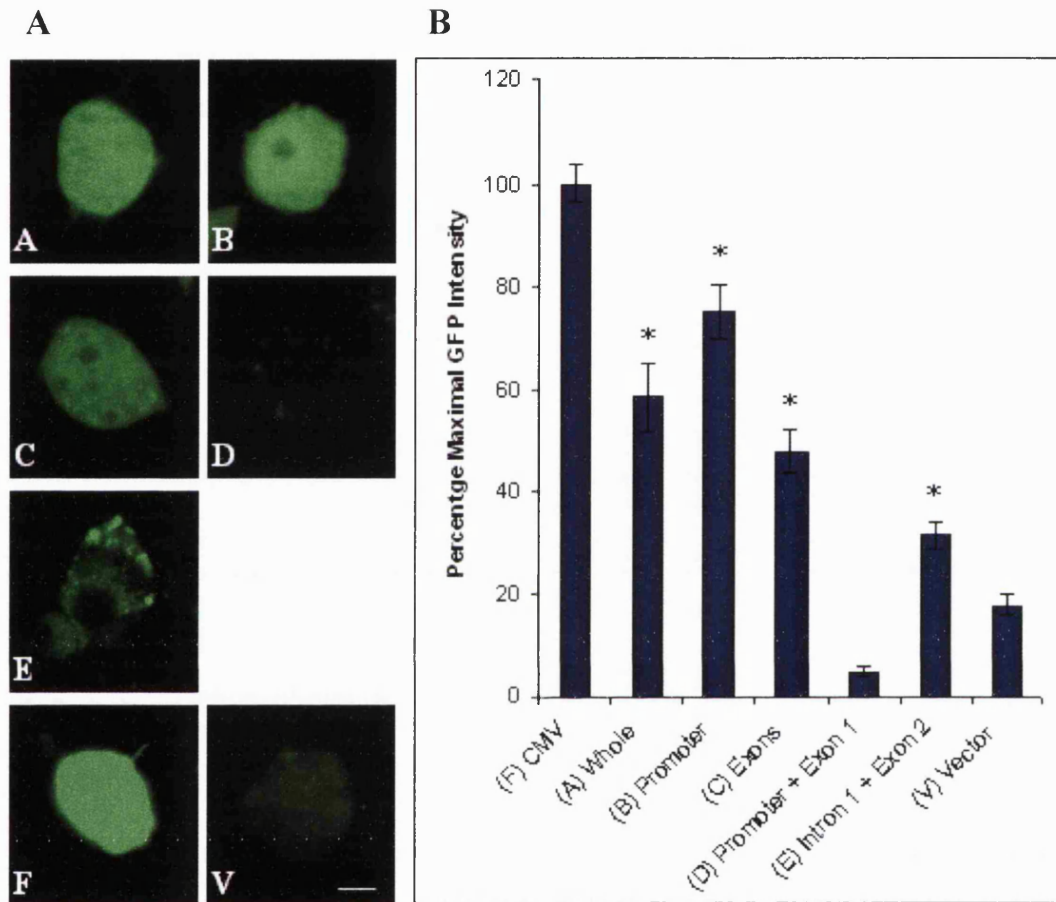 A
B
A
B
C
D
E
F
V
Percentge Maximal GFP Intensity
120
100
80
60
40
20
0
*
*
*
*
(F) CMV
(A) Whole
(B) Promoter
(C) Exons
(D) Promoter + Exon 1
(E) Intron 1 + Exon 2
(V) Vector